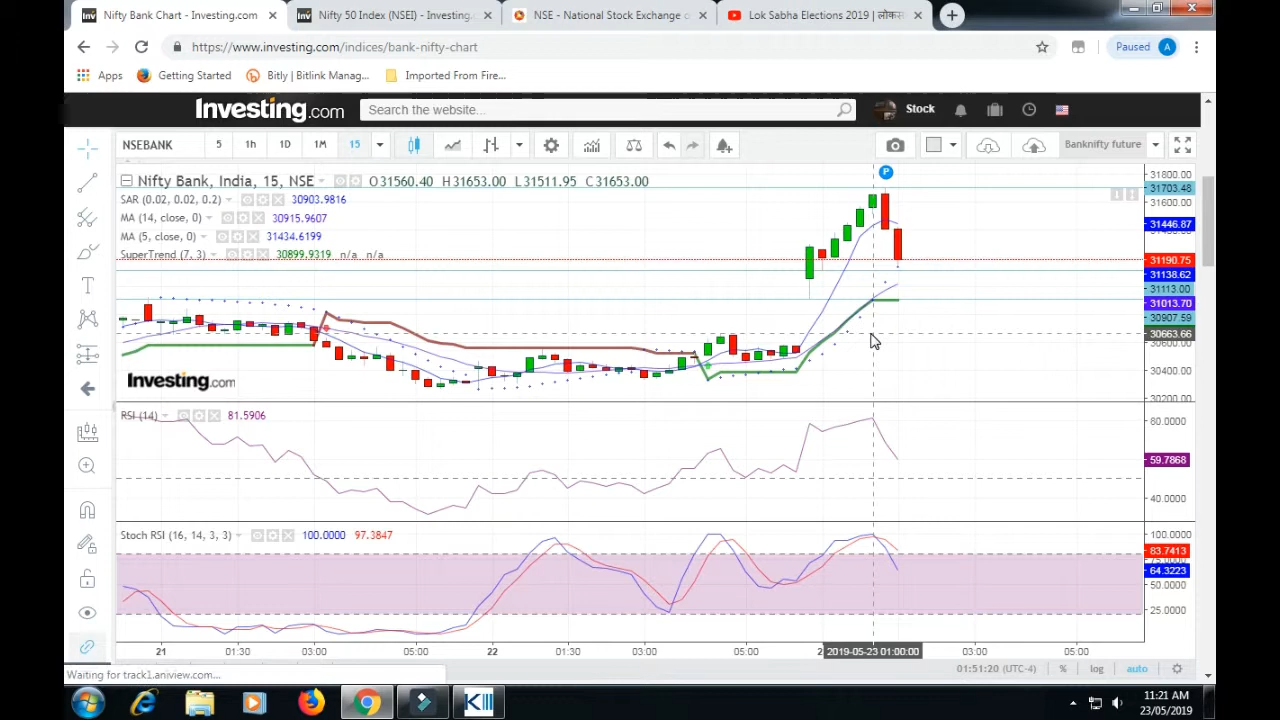 Nifty Bank Chart - Investing.com
Nifty 50 Index (NSEI) - Investing.
NSE - National Stock Exchange o
Lok Sabha Elections 2019 |
https://www.investing.com/indices/bank-nifty-chart
Paused A
Apps Getting Started Bitly | Bitlink Manag... Imported From Fire...
Investing.com Search the website... Stock
NSEBANK 5 1h 1D 1M 15 Banknifty future
Nifty Bank, India, 15, NSE O31560.40 H31653.00 L31511.95 C31653.00
SAR (0.02, 0.02, 0.2) 30903.9816
MA (14, close, 0) 30915.9607
MA (5, close, 0) 31434.6199
SuperTrend (7, 3) 30899.9319 n/a n/a
P
31800.00
31703.48
31600.00
31446.87
31190.75
31138.62
31113.00
31013.70
30907.59
30663.66
30600.00
30400.00
30200.00
Investing.com
RSI (14) 81.5906
80.0000
59.7868
40.0000
Stoch RSI (16, 14, 3, 3) 100.0000 97.3847
100.0000
83.7413
75.0000
64.3223
50.0000
25.0000
21 01:30 03:00 05:00 22 01:30 03:00 05:00 2 2019-05-23 01:00:00 03:00 05:00
01:51:20 (UTC-4) % log auto
Waiting for track1.aniview.com...
11:21 AM
23/05/2019